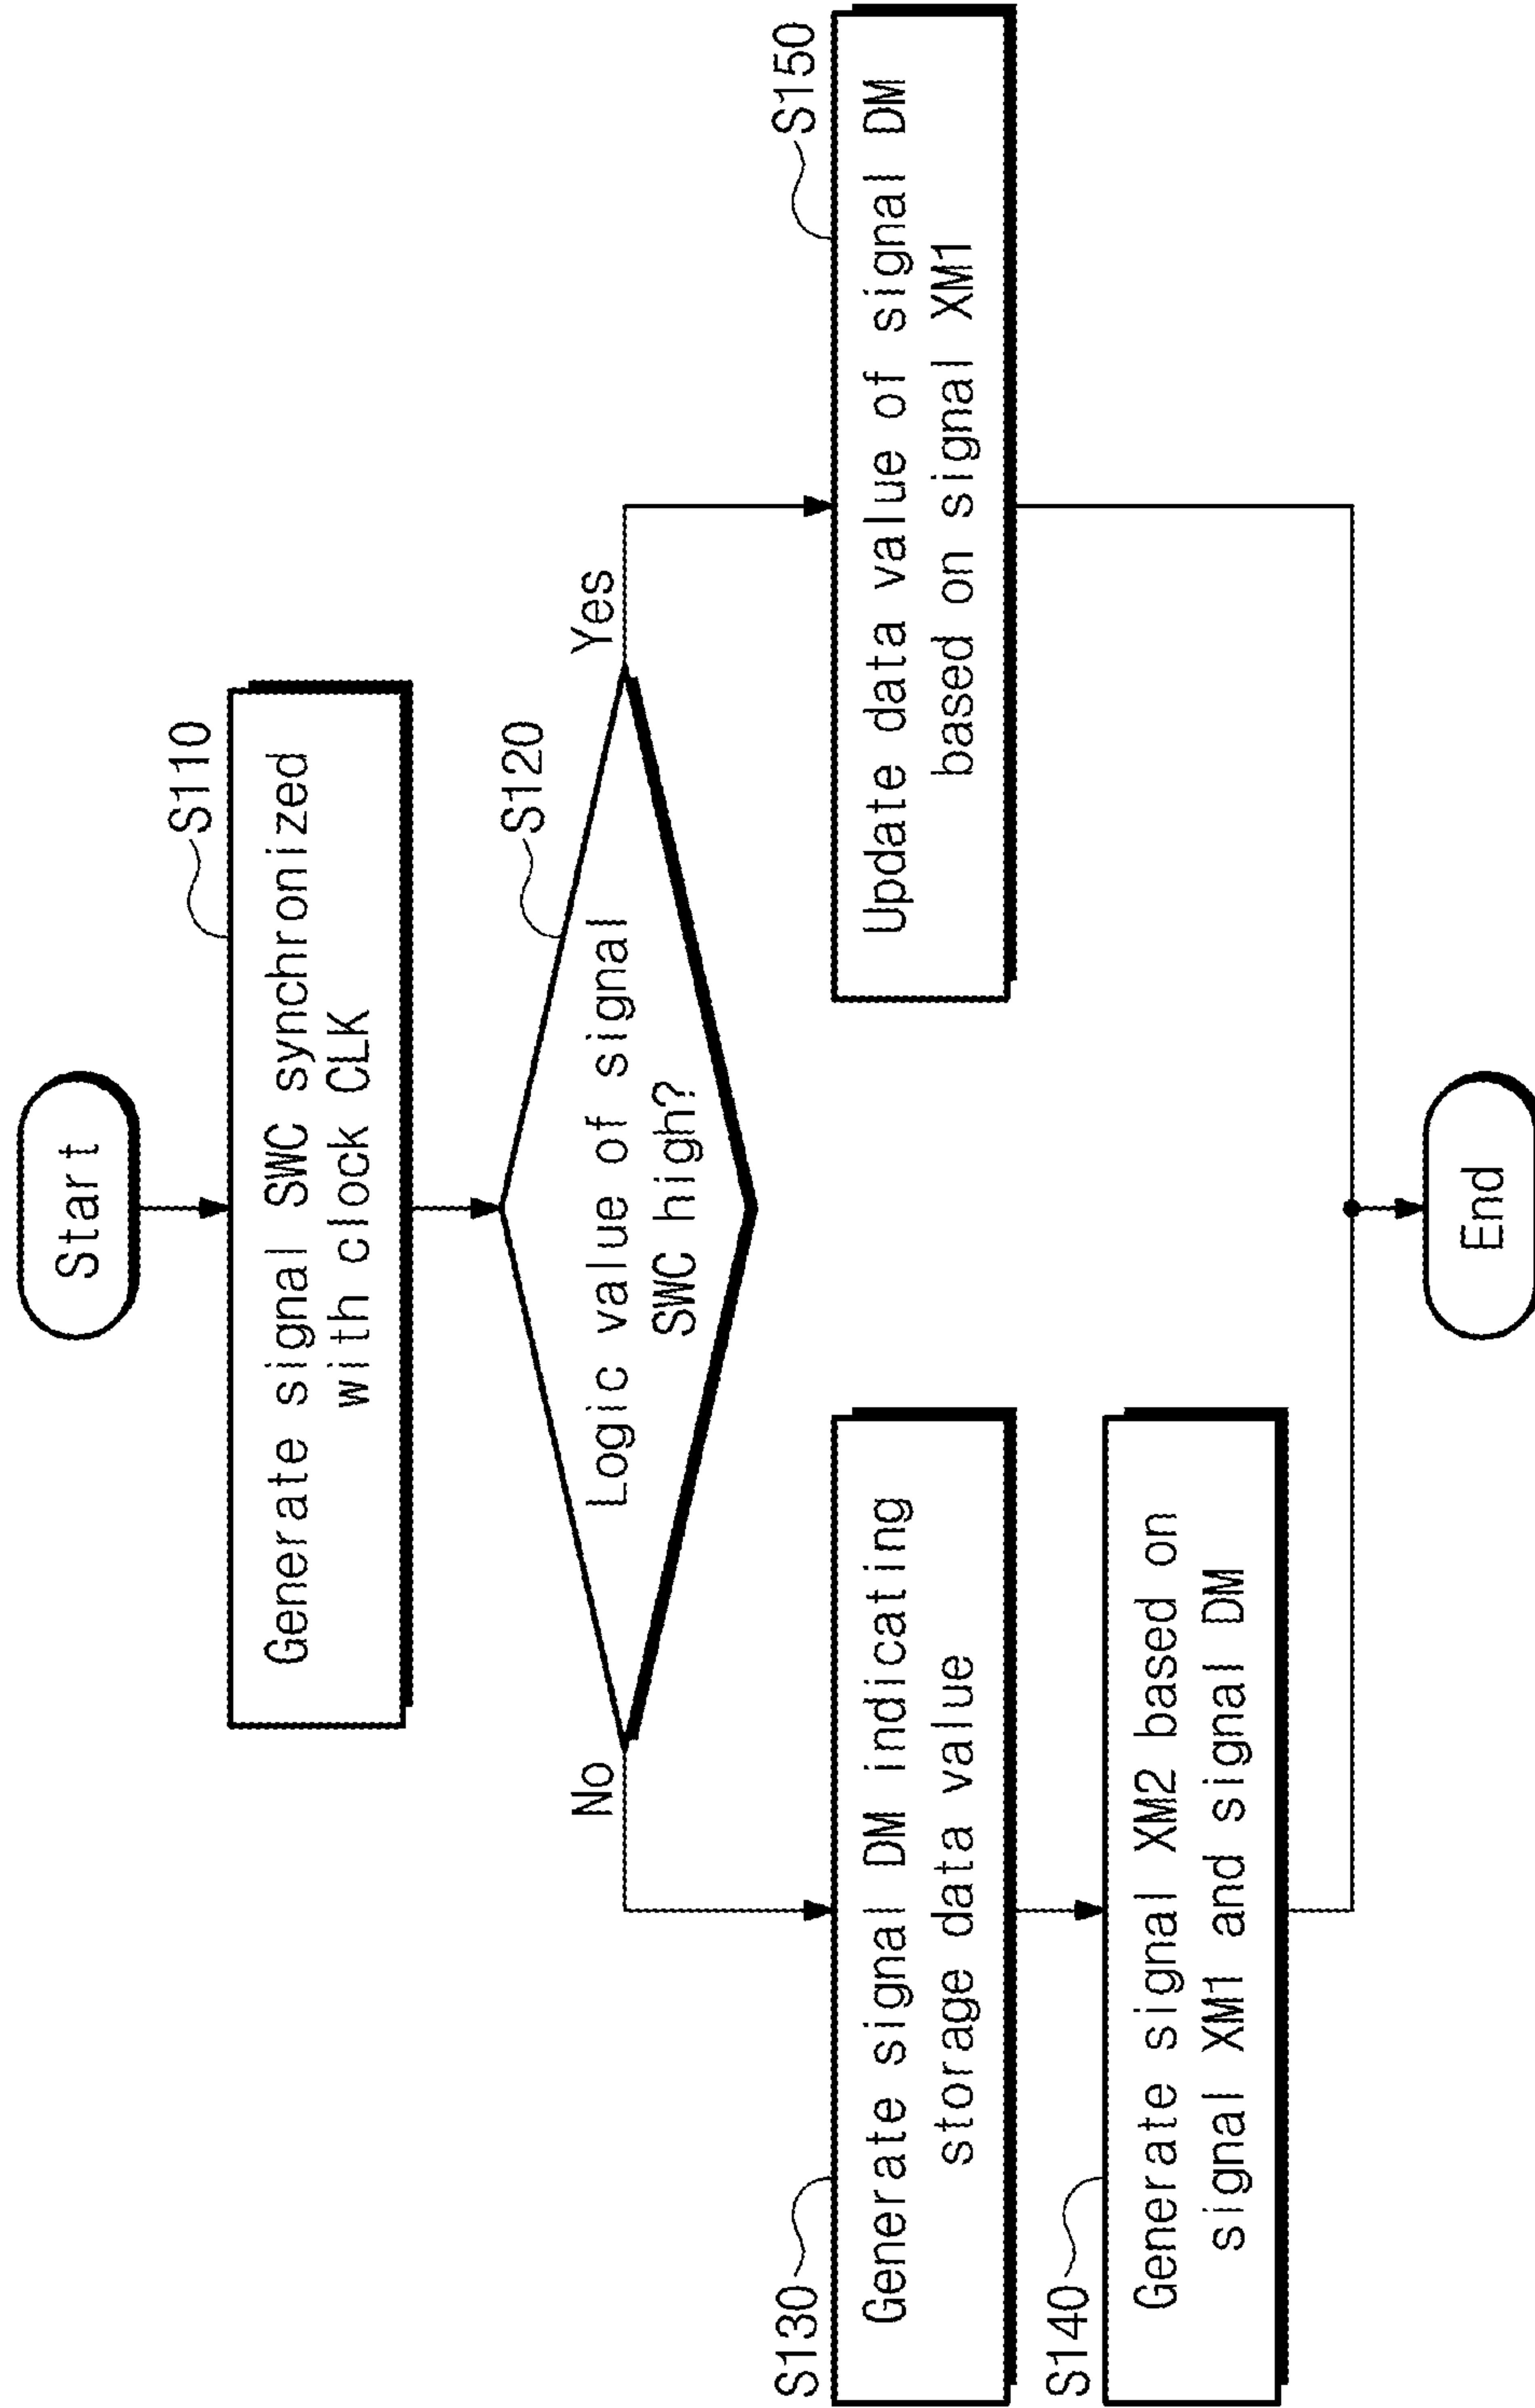 Start
S110
Generate signal SWC synchronized
with clock CLK
S120
Logic value of signal
SWC high?
No
Yes
S130
Generate signal DM indicating
storage data value
S150
Update data value of signal DM
based on signal XM1
S140
Generate signal XM2 based on
signal XM1 and signal DM
End